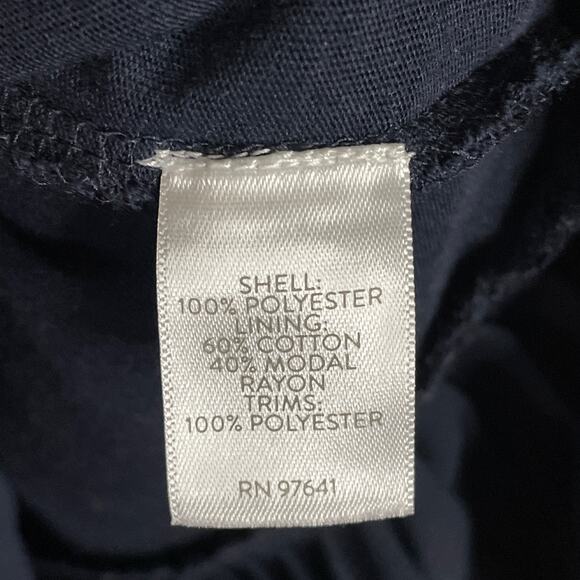 SHELL:
100% POLYESTER
LINING:
60% COTTON
40% MODAL
RAYON
TRIMS:
100% POLYESTER
RN 97641